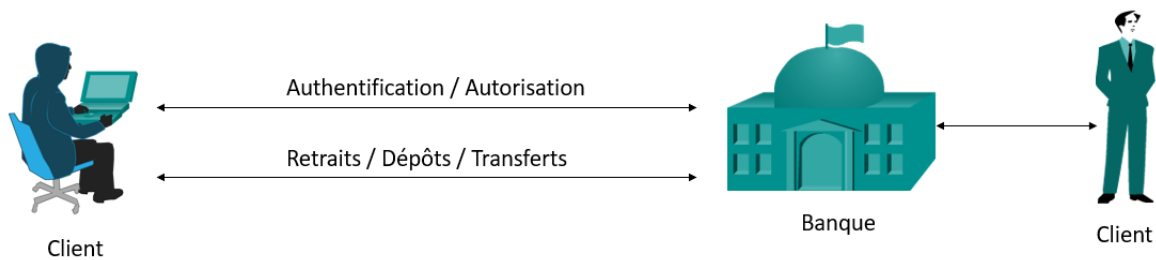 Authentification / Autorisation
Retraits / Dépôts / Transferts
Client
Banque
Client